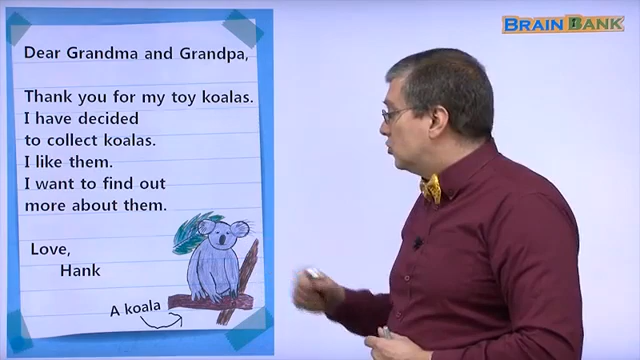 BRAIN BANK
Dear Grandma and Grandpa,
Thank you for my toy koalas.
I have decided
to collect koalas.
I like them.
I want to find out
more about them.
Love,
Hank
A koala